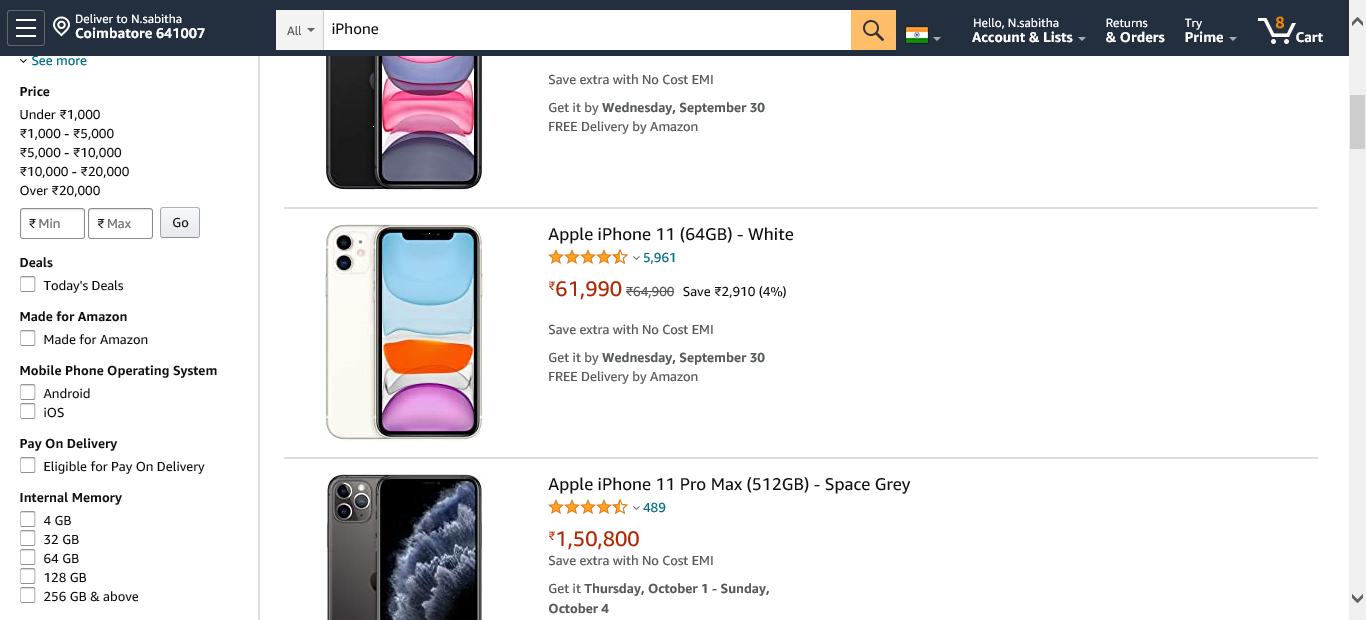 Deliver to N.sabitha
Coimbatore 641007
All
iPhone
Hello, N.sabitha
Account & Lists
Returns
& Orders
Try
Prime
8
Cart
See more
Price
Under ₹1,000
₹1,000 - ₹5,000
₹5,000 - ₹10,000
₹10,000 - ₹20,000
Over ₹20,000
₹ Min
₹ Max
Go
Deals
Today's Deals
Made for Amazon
Made for Amazon
Mobile Phone Operating System
Android
iOS
Pay On Delivery
Eligible for Pay On Delivery
Internal Memory
4 GB
32 GB
64 GB
128 GB
256 GB & above
Save extra with No Cost EMI
Get it by Wednesday, September 30
FREE Delivery by Amazon
Apple iPhone 11 (64GB) - White
5,961
₹61,990 ₹64,900 Save ₹2,910 (4%)
Save extra with No Cost EMI
Get it by Wednesday, September 30
FREE Delivery by Amazon
Apple iPhone 11 Pro Max (512GB) - Space Grey
489
₹1,50,800
Save extra with No Cost EMI
Get it Thursday, October 1 - Sunday,
October 4